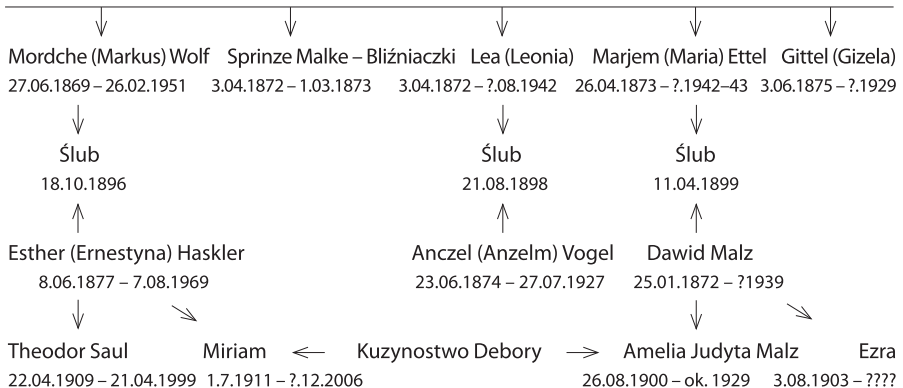 Mordche (Markus) Wolf Sprinze Malke – Bliźniaczki Lea (Leonia) Marjem (Maria) Ettel Gittel (Gizela)
27.06.1869 – 26.02.1951 3.04.1872 – 1.03.1873 3.04.1872 – ?.08.1942 26.04.1873 – ?.1942–43 3.06.1875 – ?.1929
Ślub Ślub Ślub
18.10.1896 21.08.1898 11.04.1899
Esther (Ernestyna) Haskler Anczel (Anzelm) Vogel Dawid Malz
8.06.1877 – 7.08.1969 23.06.1874 – 27.07.1927 25.01.1872 – ?1939
Theodor Saul Miriam Kuzynostwo Debory Amelia Judyta Malz Ezra
22.04.1909 – 21.04.1999 1.7.1911 – ?.12.2006 26.08.1900 – ok. 1929 3.08.1903 – ????